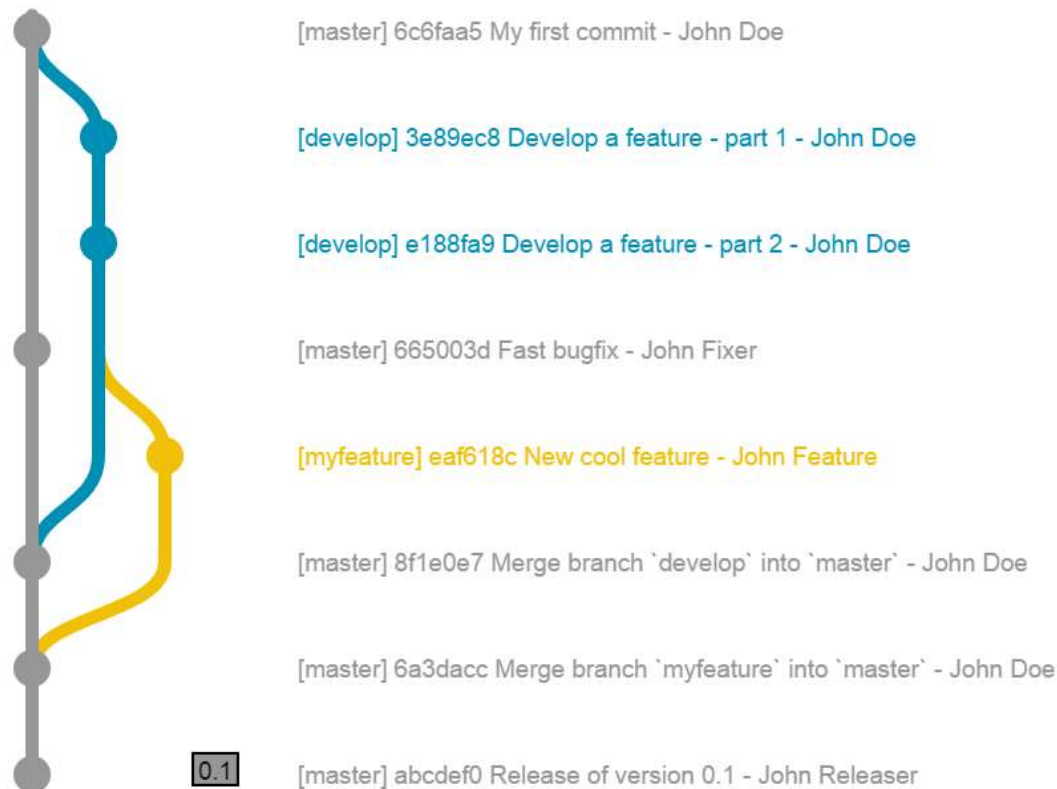 [master] 6c6faa5 My first commit - John Doe
[develop] 3e89ec8 Develop a feature - part 1 - John Doe
[develop] e188fa9 Develop a feature - part 2 - John Doe
[master] 665003d Fast bugfix - John Fixer
[myfeature] eaf618c New cool feature - John Feature
[master] 8f1e0e7 Merge branch `develop` into `master` - John Doe
[master] 6a3dacc Merge branch `myfeature` into `master` - John Doe
0.1 [master] abcdef0 Release of version 0.1 - John Releaser